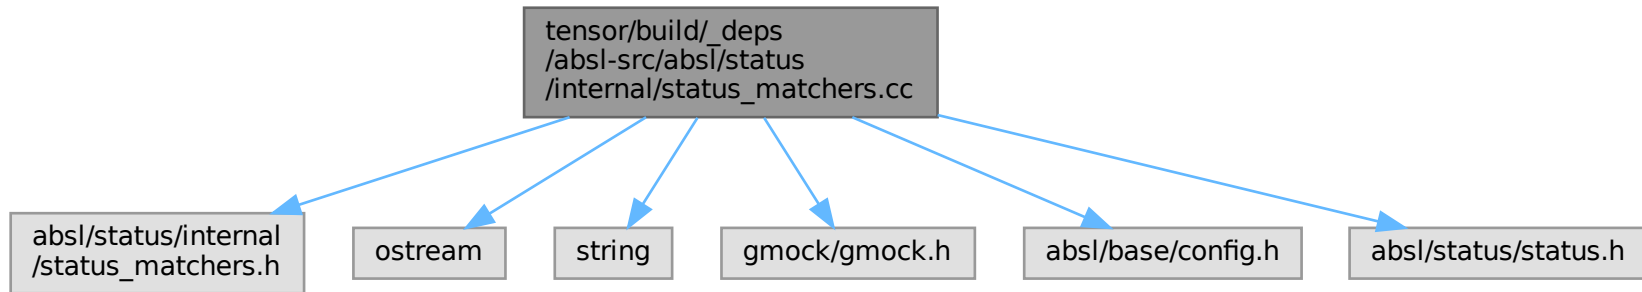 tensor/build/_deps
/absl-src/absl/status
/internal/status_matchers.cc
absl/status/internal
/status_matchers.h
ostream
string
gmock/gmock.h
absl/base/config.h
absl/status/status.h